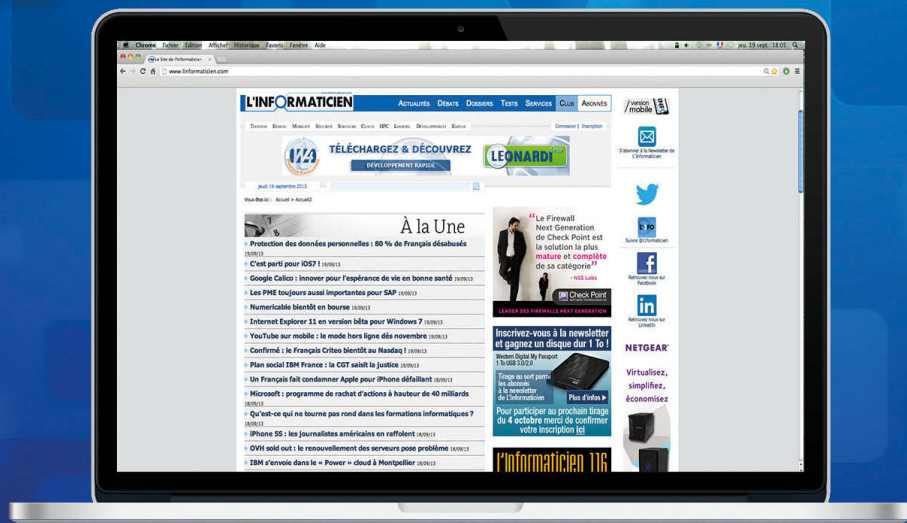 Chrome Fichier Edition Afficher Historique Favoris Fenêtre Aide
jeu. 19 sept. 18:05
Le Site de l'Informaticien
www.linformaticien.com
L'INFORMATICIEN
ACTUALITÉS DÉBATS DOSSIERS TESTS SERVICES CLUB ABONNÉS
version
mobile
Connexion | Inscription
TÉLÉCHARGEZ & DÉCOUVREZ
DÉVELOPPEMENT RAPIDE
LEONARDI
S'abonner à la Newsletter de
L'Informaticien
jeudi 19 septembre 2013
Vous êtes ici : Accueil > Accueil2
À la Une
Protection des données personnelles : 80 % de Français désabusés
19/09/13
C'est parti pour iOS7 ! 19/09/13
Google Calico : innover pour l'espérance de vie en bonne santé 19/09/13
Les PME toujours aussi importantes pour SAP 19/09/13
Numericable bientôt en bourse 19/09/13
Internet Explorer 11 en version bêta pour Windows 7 19/09/13
YouTube sur mobile : le mode hors ligne dès novembre 19/09/13
Confirmé : le Français Criteo bientôt au Nasdaq ! 19/09/13
Plan social IBM France : la CGT saisit la justice 19/09/13
Un Français fait condamner Apple pour iPhone défaillant 19/09/13
Microsoft : programme de rachat d'actions à hauteur de 40 milliards
19/09/13
Qu'est-ce qui ne tourne pas rond dans les formations informatiques ?
19/09/13
iPhone 5S : les journalistes américains en raffolent 19/09/13
OVH sold out : le renouvellement des serveurs pose problème 19/09/13
IBM s'envoie dans le « Power » cloud à Montpellier 18/09/13
“Le Firewall
Next Generation
de Check Point est
la solution la plus
mature et complète
de sa catégorie”
- NSS Labs
Check Point
LEADER DES FIREWALLS NEXT GENERATION
Inscrivez-vous à la newsletter
et gagnez un disque dur 1 To !
Western Digital My Passport
1 To USB 3.0/2.0
Tirage au sort parmi
les abonnés
à la newsletter
de L'Informaticien
Plus d'infos
Pour participer au prochain tirage
du 4 octobre merci de confirmer
votre inscription ici
L'Informaticien 116
L'INFO
Suivre @l'informaticien
Retrouvez nous sur
Facebook
Retrouvez nous sur
LinkedIn
NETGEAR
Virtualisez,
simplifiez,
économisez